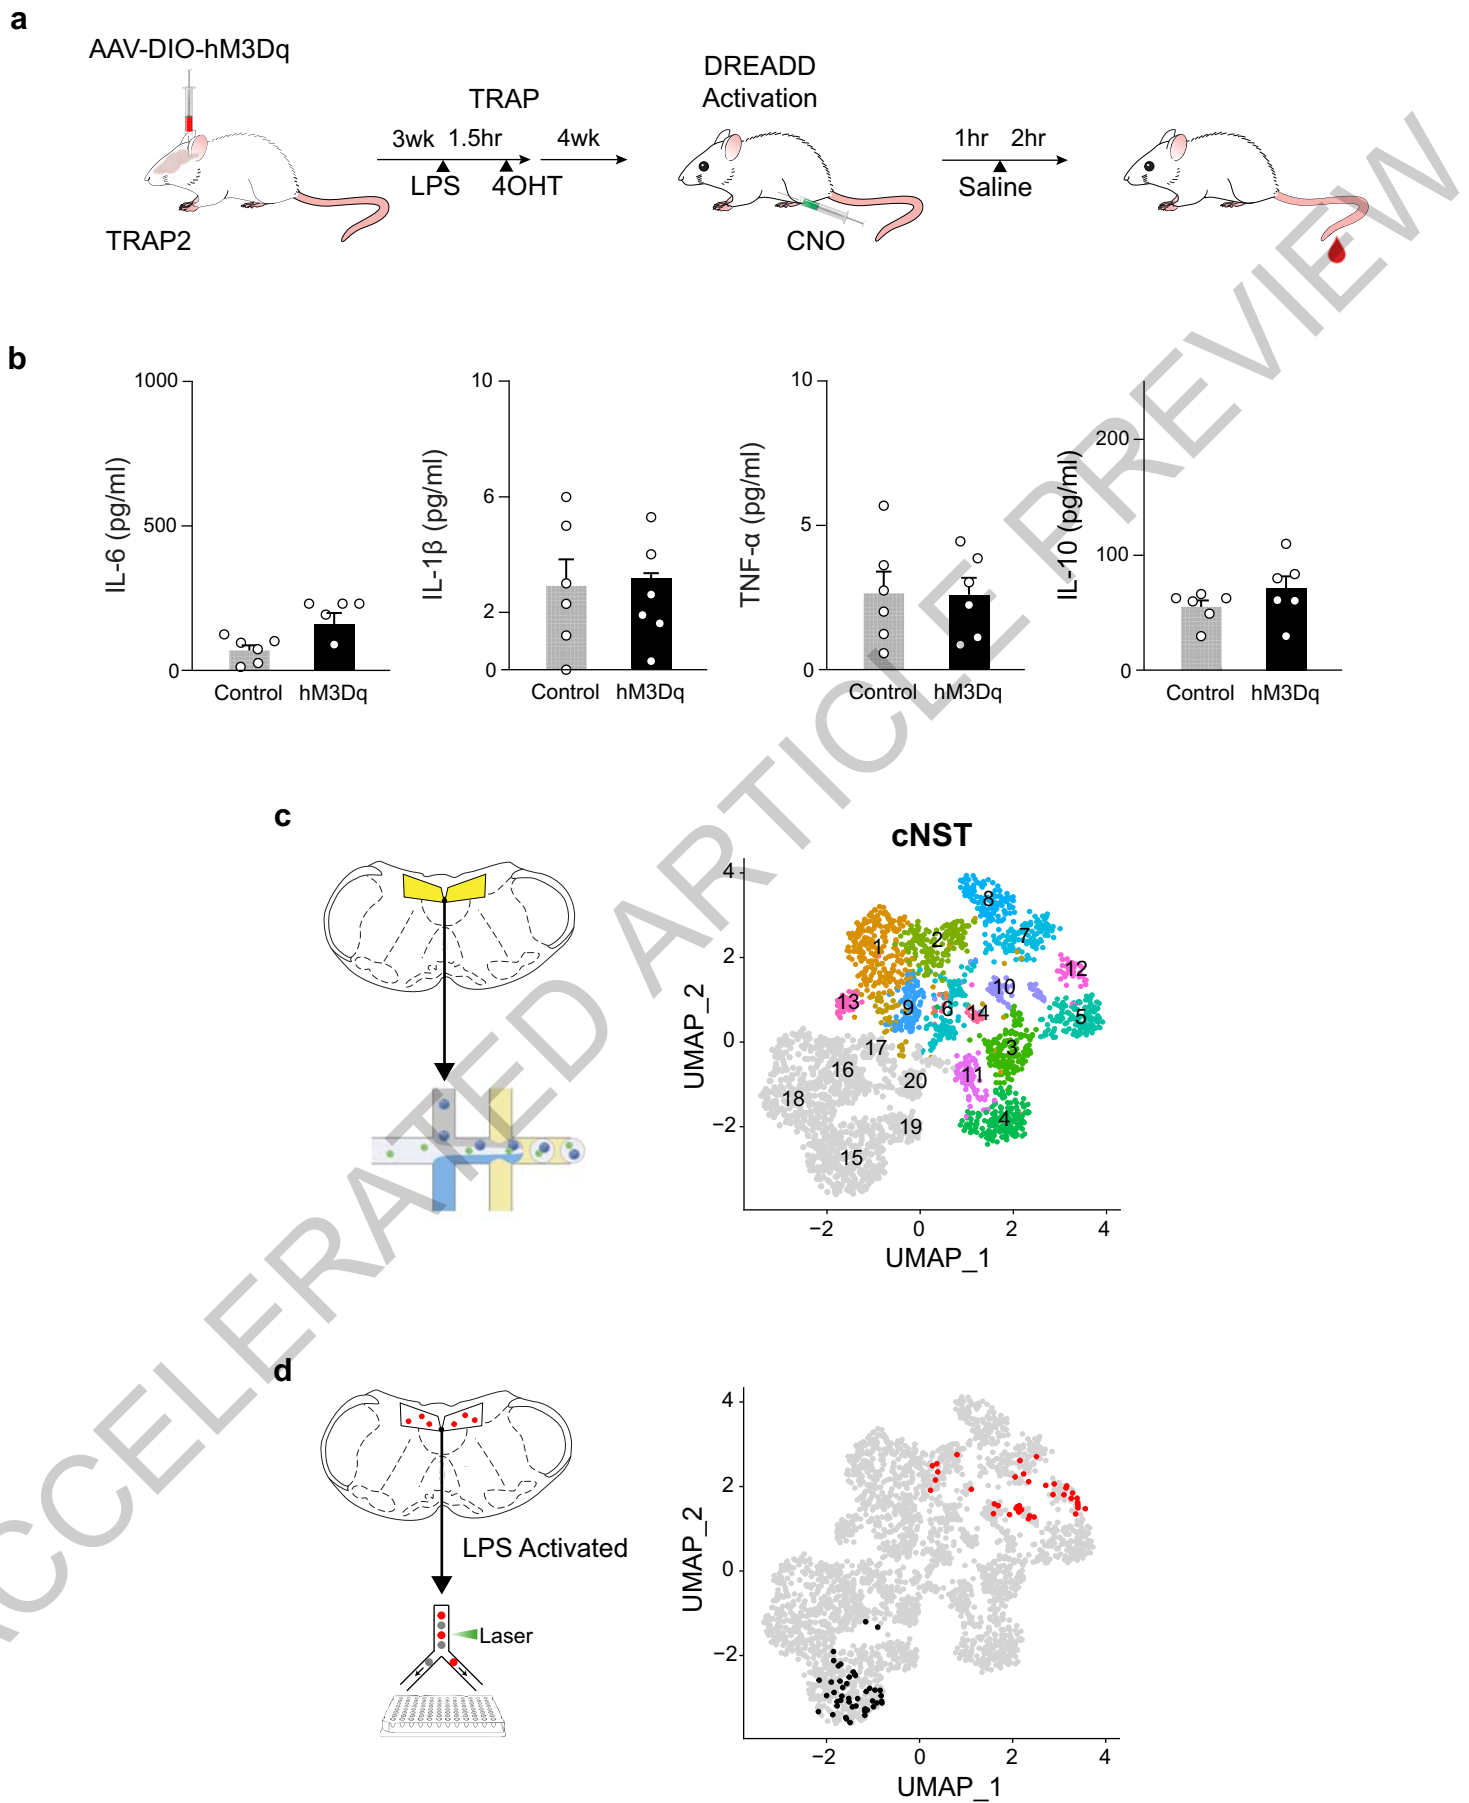 a
AAV-DIO-hM3Dq
TRAP2
TRAP
3wk 1.5hr 4wk
LPS 4OHT
DREADD
Activation
CNO
1hr 2hr
Saline
b
IL-6 (pg/ml)
1000
500
0
Control hM3Dq
IL-1β (pg/ml)
10
6
2
0
Control hM3Dq
TNF-α (pg/ml)
10
5
0
Control hM3Dq
IL-10 (pg/ml)
200
100
0
Control hM3Dq
c
cNST
UMAP_2
4
2
0
−2
8
1 2 7
12
13 9 6 10 14 5
17 3
16 20 11
18 19 4
15
−2 0 2 4
UMAP_1
d
LPS Activated
Laser
UMAP_2
4
2
0
−2
−2 0 2 4
UMAP_1
ACCELERATED ARTICLE PREVIEW